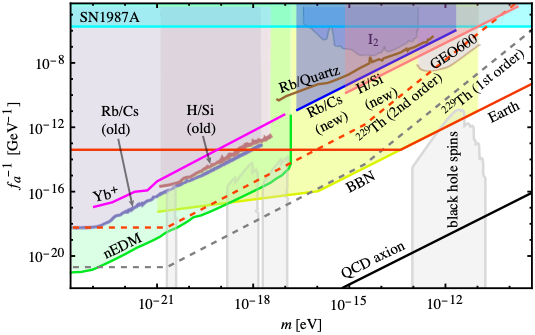 SN1987A
I₂
GEO600
10⁻⁸
Rb/Quartz
H/Si
(new)
Rb/Cs
(new)
²²⁹Th (2nd order)
²²⁹Th (1st order)
Rb/Cs
(old)
H/Si
(old)
10⁻¹²
Earth
fₐ⁻¹ [GeV⁻¹]
Yb⁺
10⁻¹⁶
BBN
black hole spins
nEDM
10⁻²⁰
QCD axion
10⁻²¹ 10⁻¹⁸ 10⁻¹⁵ 10⁻¹²
m [eV]